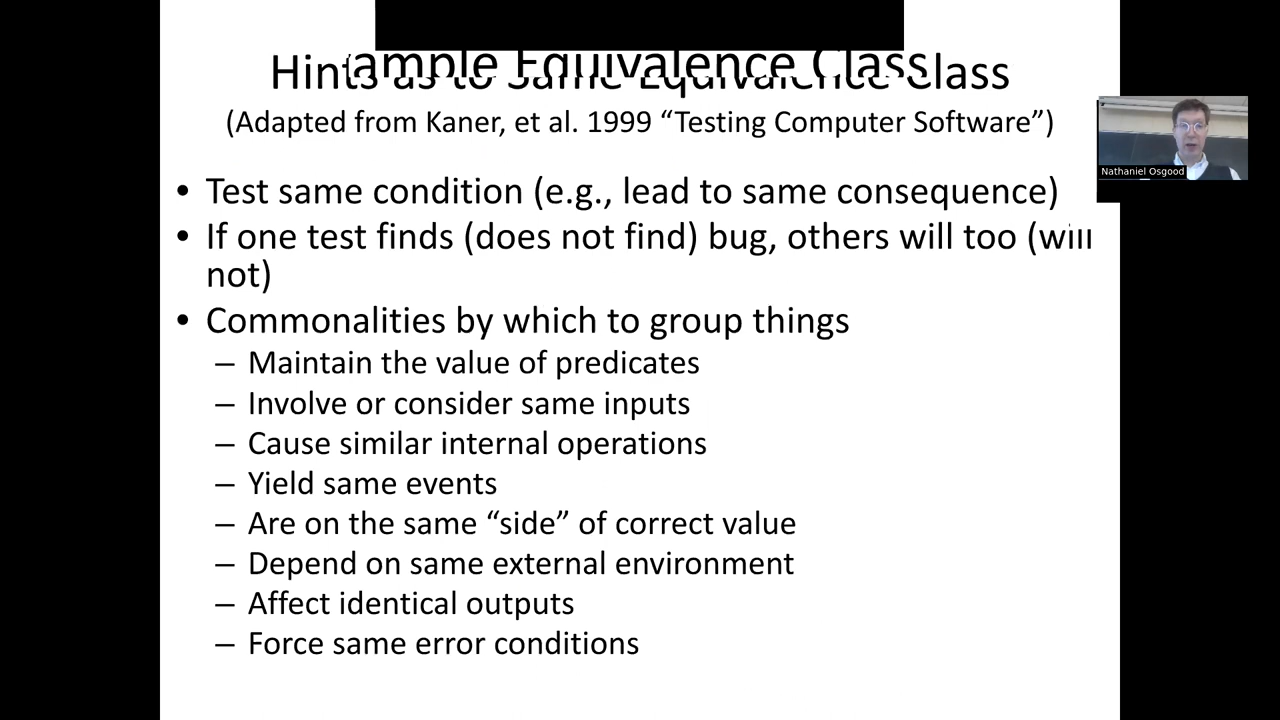 Hints as to Same Equivalence Class
(Adapted from Kaner, et al. 1999 “Testing Computer Software”)
• Test same condition (e.g., lead to same consequence)
• If one test finds (does not find) bug, others will too (will
not)
• Commonalities by which to group things
– Maintain the value of predicates
– Involve or consider same inputs
– Cause similar internal operations
– Yield same events
– Are on the same “side” of correct value
– Depend on same external environment
– Affect identical outputs
– Force same error conditions
Nathaniel Osgood